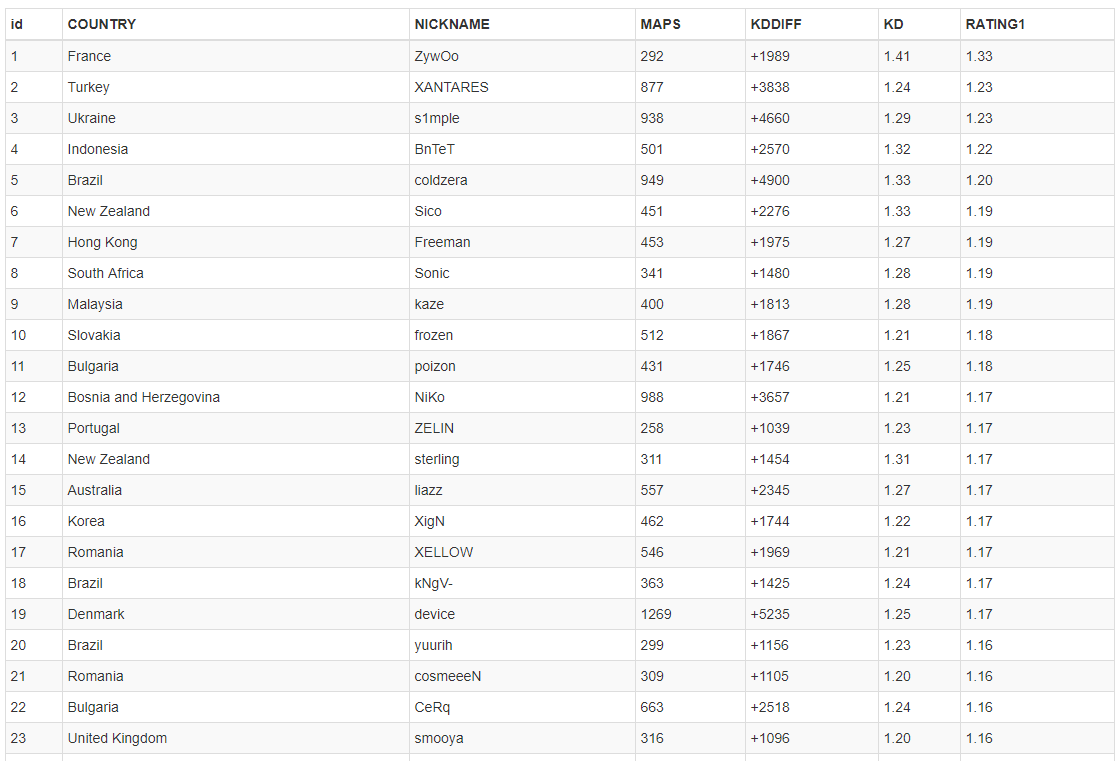 id COUNTRY NICKNAME MAPS KDDIFF KD RATING1
1 France ZywOo 292 +1989 1.41 1.33
2 Turkey XANTARES 877 +3838 1.24 1.23
3 Ukraine s1mple 938 +4660 1.29 1.23
4 Indonesia BnTeT 501 +2570 1.32 1.22
5 Brazil coldzera 949 +4900 1.33 1.20
6 New Zealand Sico 451 +2276 1.33 1.19
7 Hong Kong Freeman 453 +1975 1.27 1.19
8 South Africa Sonic 341 +1480 1.28 1.19
9 Malaysia kaze 400 +1813 1.28 1.19
10 Slovakia frozen 512 +1867 1.21 1.18
11 Bulgaria poizon 431 +1746 1.25 1.18
12 Bosnia and Herzegovina NiKo 988 +3657 1.21 1.17
13 Portugal ZELIN 258 +1039 1.23 1.17
14 New Zealand sterling 311 +1454 1.31 1.17
15 Australia liazz 557 +2345 1.27 1.17
16 Korea XigN 462 +1744 1.22 1.17
17 Romania XELLOW 546 +1969 1.21 1.17
18 Brazil kNgV- 363 +1425 1.24 1.17
19 Denmark device 1269 +5235 1.25 1.17
20 Brazil yuurih 299 +1156 1.23 1.16
21 Romania cosmeeeN 309 +1105 1.20 1.16
22 Bulgaria CeRq 663 +2518 1.24 1.16
23 United Kingdom smooya 316 +1096 1.20 1.16